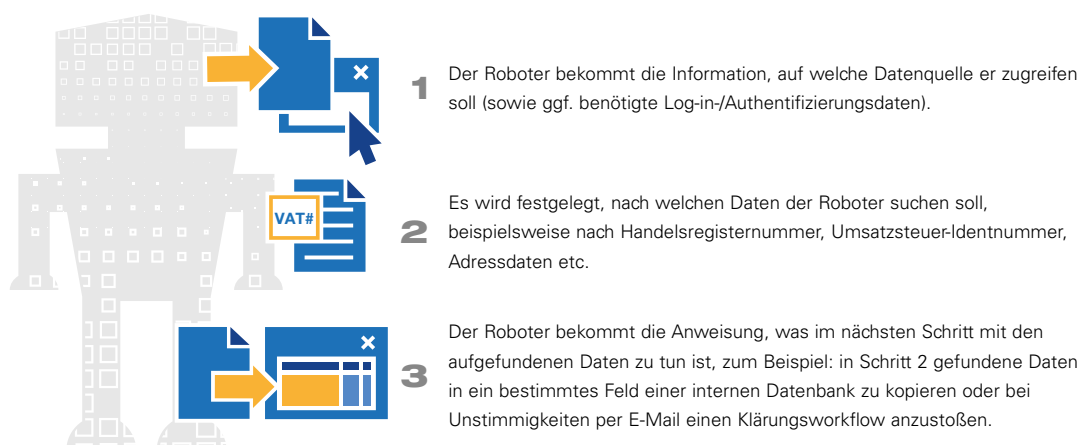 1
Der Roboter bekommt die Information, auf welche Datenquelle er zugreifen
soll (sowie ggf. benötigte Log-in-/Authentifizierungsdaten).
VAT#
2
Es wird festgelegt, nach welchen Daten der Roboter suchen soll,
beispielsweise nach Handelsregisternummer, Umsatzsteuer-Identnummer,
Adressdaten etc.
3
Der Roboter bekommt die Anweisung, was im nächsten Schritt mit den
aufgefundenen Daten zu tun ist, zum Beispiel: in Schritt 2 gefundene Daten
in ein bestimmtes Feld einer internen Datenbank zu kopieren oder bei
Unstimmigkeiten per E-Mail einen Klärungsworkflow anzustoßen.